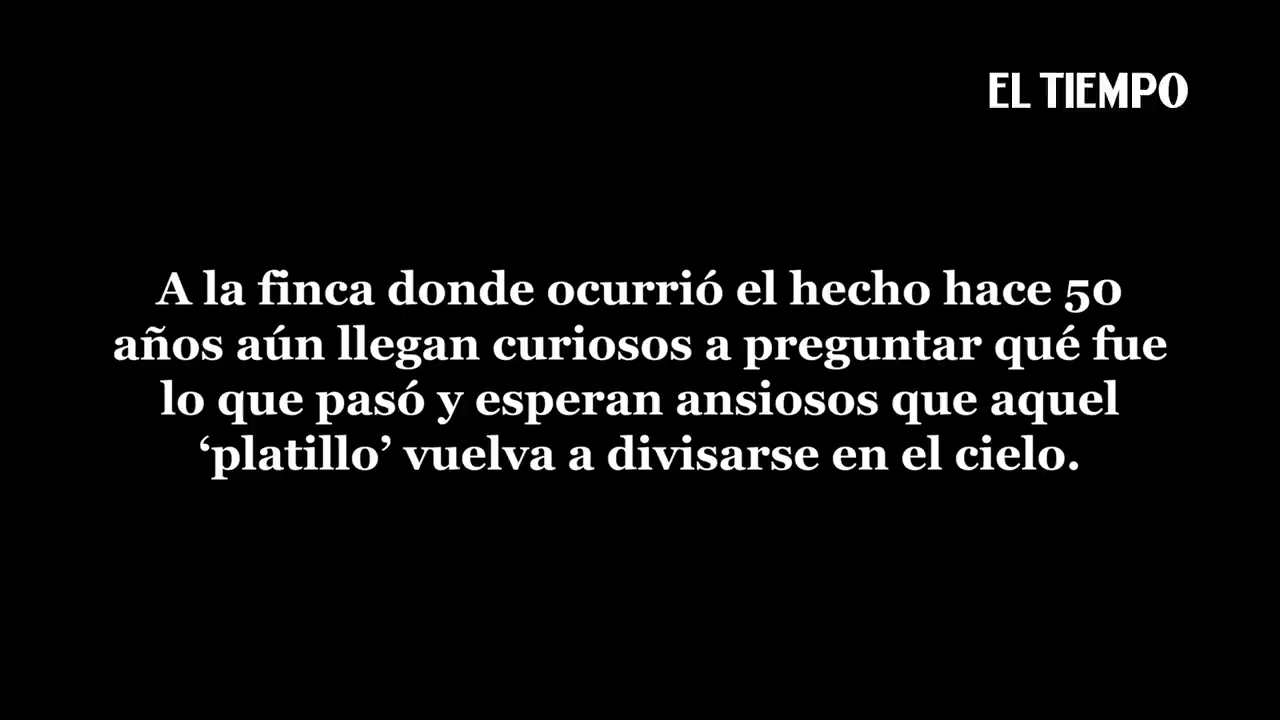 EL TIEMPO
A la finca donde ocurrió el hecho hace 50
años aún llegan curiosos a preguntar qué fue
lo que pasó y esperan ansiosos que aquel
‘platillo’ vuelva a divisarse en el cielo.